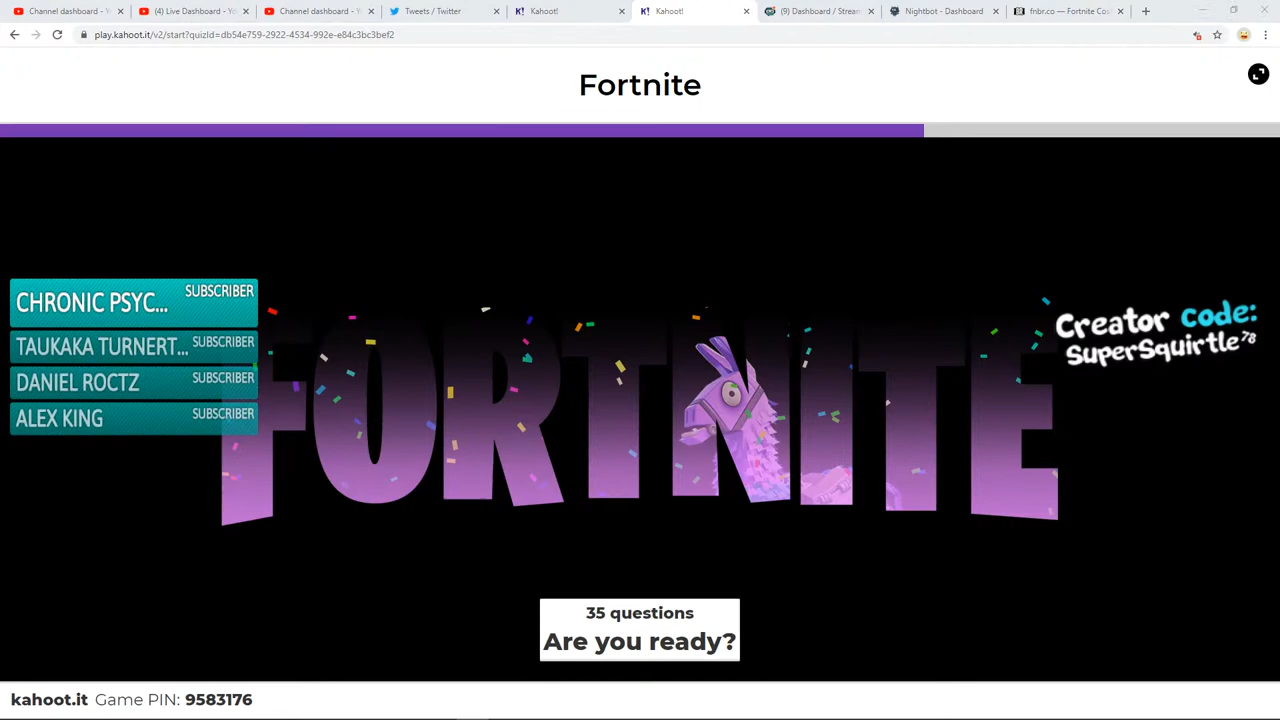 Channel dashboard - Y
(4) Live Dashboard - Yo
Channel dashboard - Y
Tweets / Twitter
Kahoot!
Kahoot!
(9) Dashboard / Stream
Nightbot - Dashboard
fnbr.co — Fortnite Cos
play.kahoot.it/v2/start?quizId=db54e759-2922-4534-992e-e84c3bc3bef2
Fortnite
CHRONIC PSYC... SUBSCRIBER
TAUKAKA TURNERT... SUBSCRIBER
DANIEL ROCTZ SUBSCRIBER
ALEX KING SUBSCRIBER
FORTNITE
Creator code:
SuperSquirtle78
35 questions
Are you ready?
kahoot.it Game PIN: 9583176